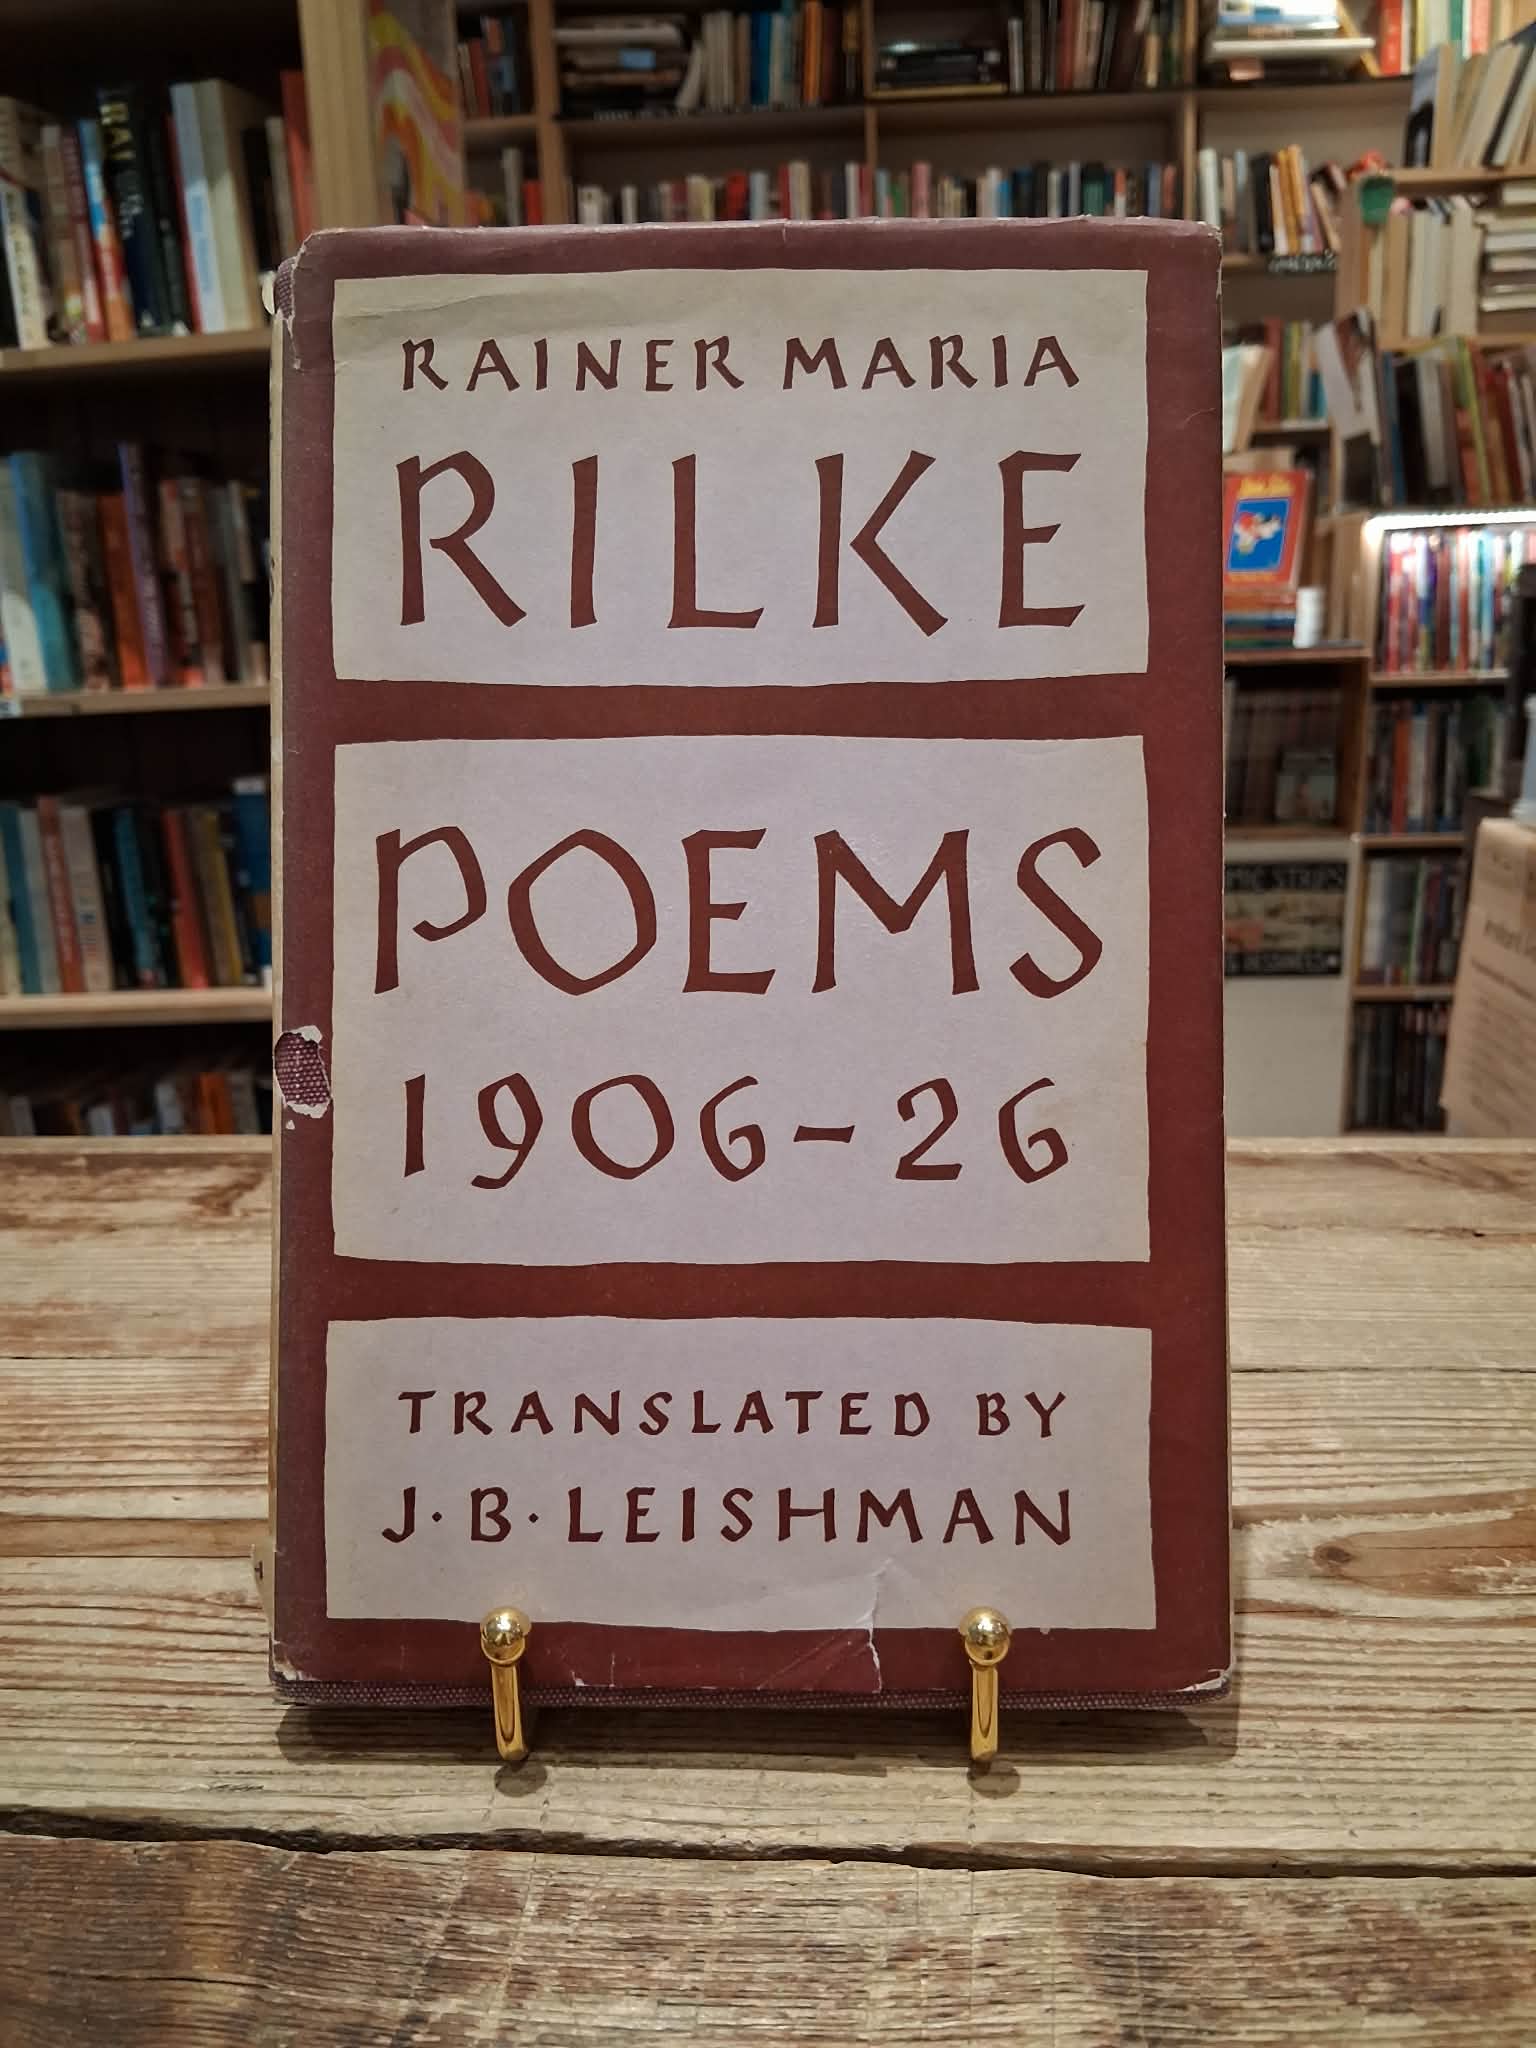 RAINER MARIA
RILKE
POEMS
1906-26
TRANSLATED BY
J·B·LEISHMAN